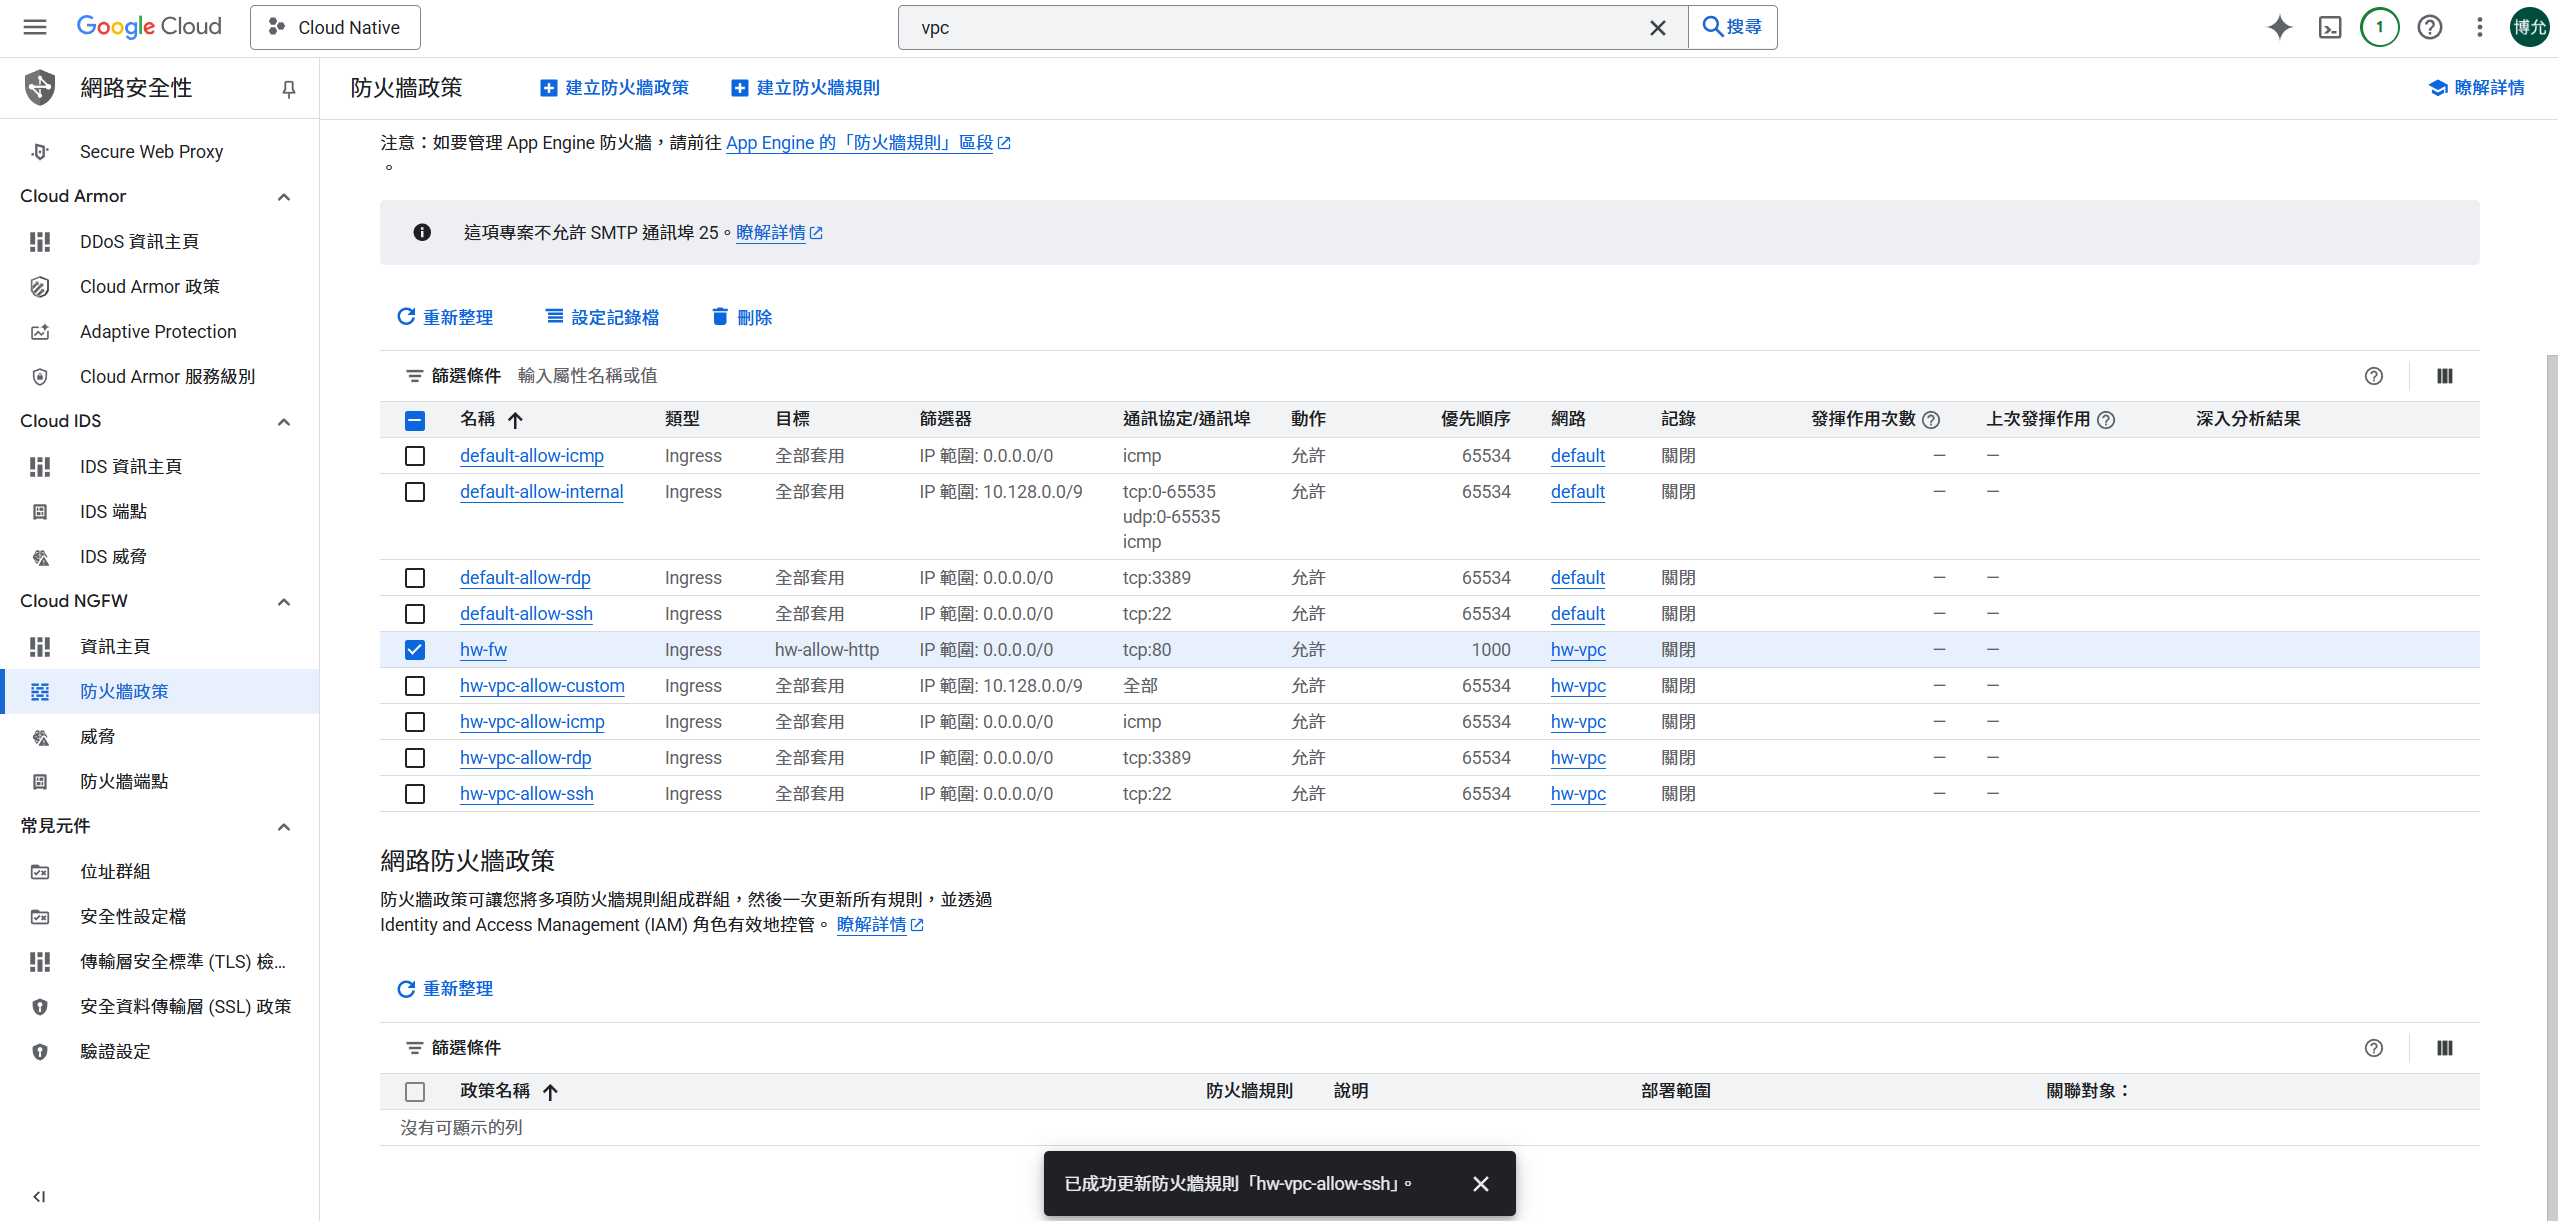 Google Cloud
Cloud Native
vpc
搜尋
1
博允
網路安全性
防火牆政策
建立防火牆政策
建立防火牆規則
瞭解詳情
Secure Web Proxy
Cloud Armor
DDoS 資訊主頁
Cloud Armor 政策
Adaptive Protection
Cloud Armor 服務級別
Cloud IDS
IDS 資訊主頁
IDS 端點
IDS 威脅
Cloud NGFW
資訊主頁
防火牆政策
威脅
防火牆端點
常見元件
位址群組
安全性設定檔
傳輸層安全標準 (TLS) 檢...
安全資料傳輸層 (SSL) 政策
驗證設定
注意：如要管理 App Engine 防火牆，請前往 App Engine 的「防火牆規則」區段
。
這項專案不允許 SMTP 通訊埠 25。瞭解詳情
重新整理 設定記錄檔 刪除
篩選條件 輸入屬性名稱或值
名稱 類型 目標 篩選器 通訊協定/通訊埠 動作 優先順序 網路 記錄 發揮作用次數 上次發揮作用 深入分析結果
default-allow-icmp Ingress 全部套用 IP 範圍: 0.0.0.0/0 icmp 允許 65534 default 關閉 — —
default-allow-internal Ingress 全部套用 IP 範圍: 10.128.0.0/9 tcp:0-65535 允許 65534 default 關閉 — —
udp:0-65535
icmp
default-allow-rdp Ingress 全部套用 IP 範圍: 0.0.0.0/0 tcp:3389 允許 65534 default 關閉 — —
default-allow-ssh Ingress 全部套用 IP 範圍: 0.0.0.0/0 tcp:22 允許 65534 default 關閉 — —
hw-fw Ingress hw-allow-http IP 範圍: 0.0.0.0/0 tcp:80 允許 1000 hw-vpc 關閉 — —
hw-vpc-allow-custom Ingress 全部套用 IP 範圍: 10.128.0.0/9 全部 允許 65534 hw-vpc 關閉 — —
hw-vpc-allow-icmp Ingress 全部套用 IP 範圍: 0.0.0.0/0 icmp 允許 65534 hw-vpc 關閉 — —
hw-vpc-allow-rdp Ingress 全部套用 IP 範圍: 0.0.0.0/0 tcp:3389 允許 65534 hw-vpc 關閉 — —
hw-vpc-allow-ssh Ingress 全部套用 IP 範圍: 0.0.0.0/0 tcp:22 允許 65534 hw-vpc 關閉 — —
網路防火牆政策
防火牆政策可讓您將多項防火牆規則組成群組，然後一次更新所有規則，並透過
Identity and Access Management (IAM) 角色有效地控管。 瞭解詳情
重新整理
篩選條件
政策名稱 防火牆規則 說明 部署範圍 關聯對象：
沒有可顯示的列
已成功更新防火牆規則「hw-vpc-allow-ssh」。